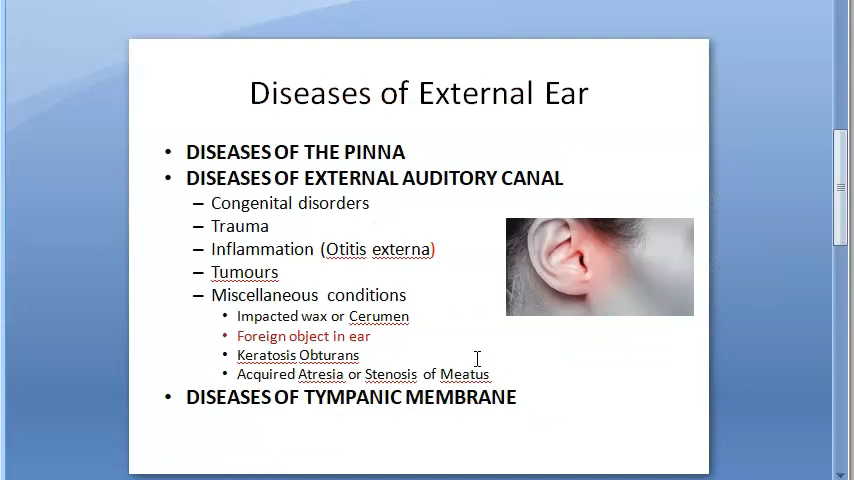 Diseases of External Ear
• DISEASES OF THE PINNA
• DISEASES OF EXTERNAL AUDITORY CANAL
– Congenital disorders
– Trauma
– Inflammation (Otitis externa)
– Tumours
– Miscellaneous conditions
• Impacted wax or Cerumen
• Foreign object in ear
• Keratosis Obturans
• Acquired Atresia or Stenosis of Meatus
• DISEASES OF TYMPANIC MEMBRANE